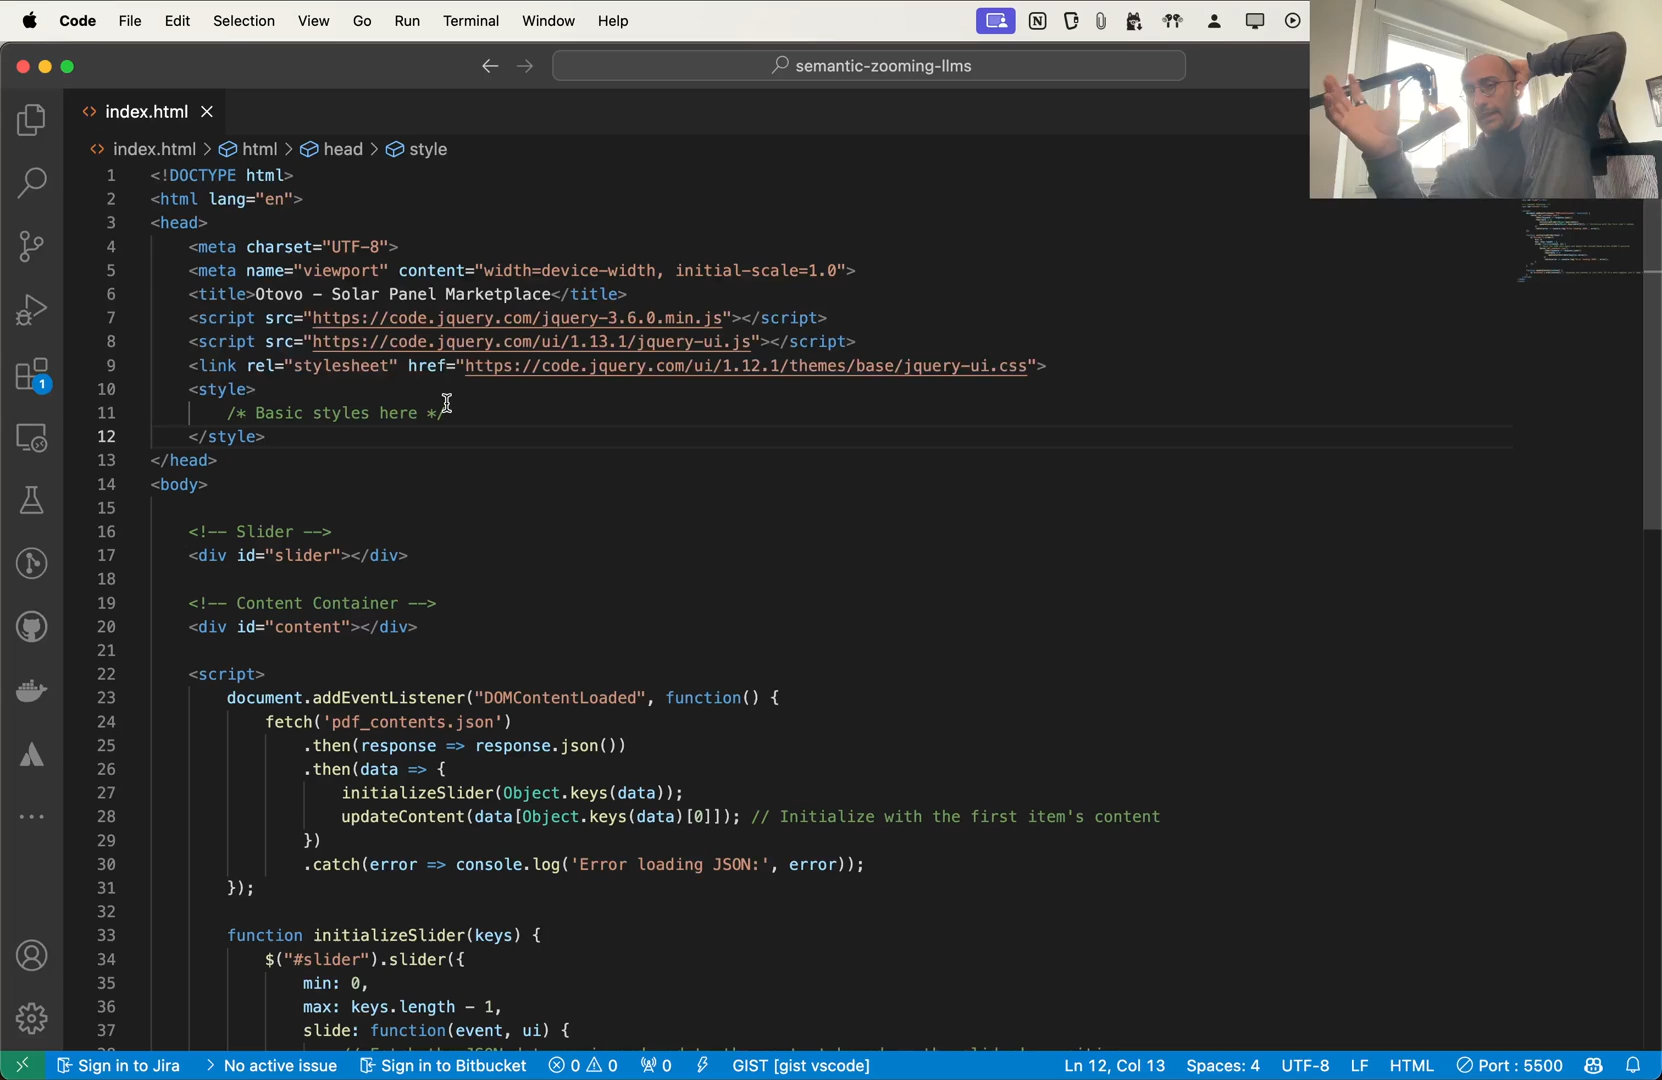 Code File Edit Selection View Go Run Terminal Window Help
semantic-zooming-llms
index.html
index.html > html > head > style
1 <!DOCTYPE html>
2 <html lang="en">
3 <head>
4 <meta charset="UTF-8">
5 <meta name="viewport" content="width=device-width, initial-scale=1.0">
6 <title>Otovo - Solar Panel Marketplace</title>
7 <script src="https://code.jquery.com/jquery-3.6.0.min.js"></script>
8 <script src="https://code.jquery.com/ui/1.13.1/jquery-ui.js"></script>
9 <link rel="stylesheet" href="https://code.jquery.com/ui/1.12.1/themes/base/jquery-ui.css">
10 <style>
11 /* Basic styles here */
12 </style>
13 </head>
14 <body>
15
16 <!-- Slider -->
17 <div id="slider"></div>
18
19 <!-- Content Container -->
20 <div id="content"></div>
21
22 <script>
23 document.addEventListener("DOMContentLoaded", function() {
24 fetch('pdf_contents.json')
25 .then(response => response.json())
26 .then(data => {
27 initializeSlider(Object.keys(data));
28 updateContent(data[Object.keys(data)[0]]); // Initialize with the first item's content
29 })
30 .catch(error => console.log('Error loading JSON:', error));
31 });
32
33 function initializeSlider(keys) {
34 $("#slider").slider({
35 min: 0,
36 max: keys.length - 1,
37 slide: function(event, ui) {
1
Sign in to Jira > No active issue Sign in to Bitbucket 0 0 0 GIST [gist vscode] Ln 12, Col 13 Spaces: 4 UTF-8 LF HTML Port : 5500